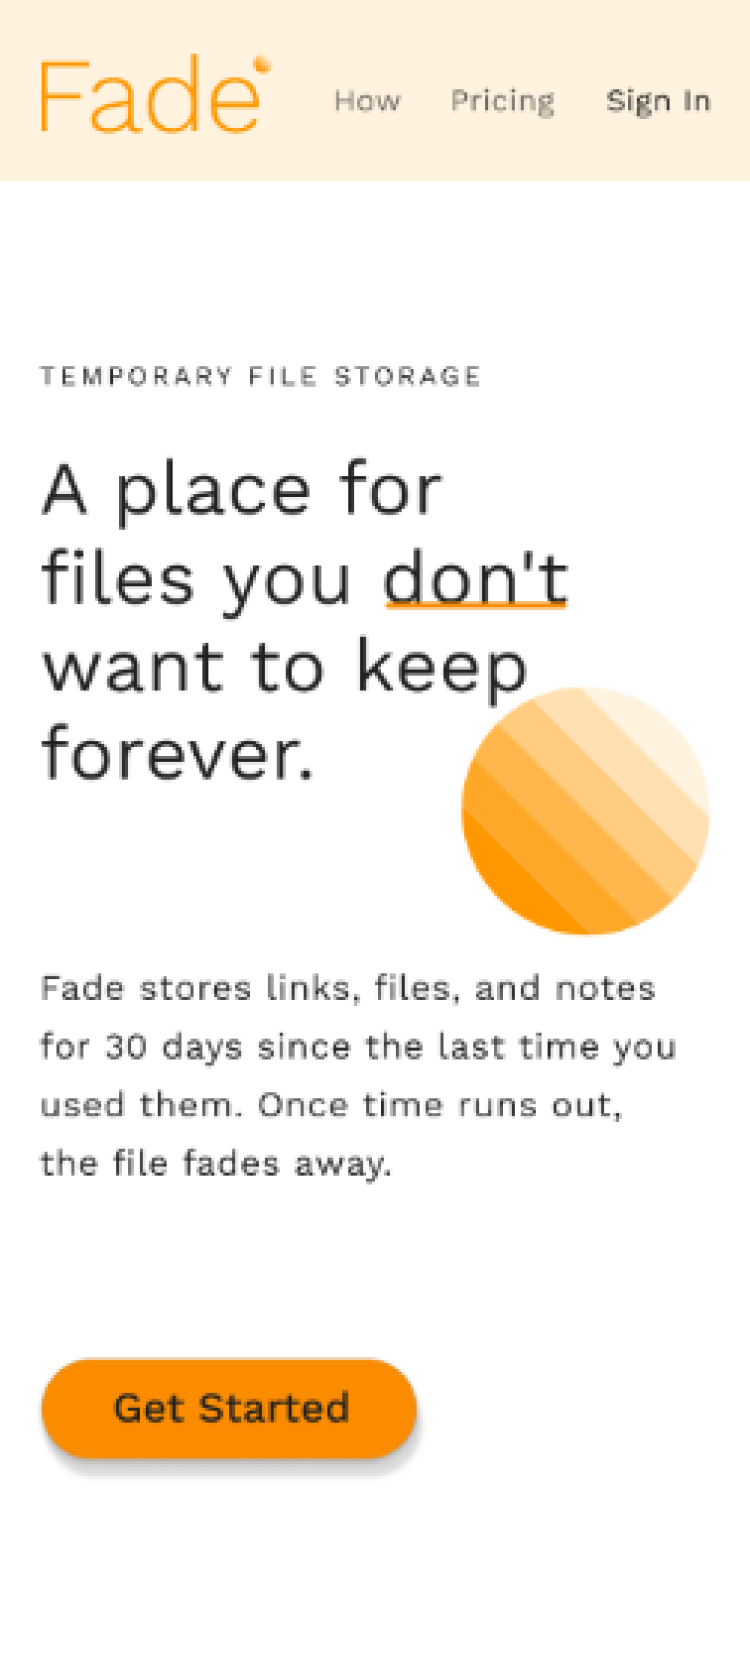 Fade
How Pricing Sign In
TEMPORARY FILE STORAGE
A place for
files you don't
want to keep
forever.
Fade stores links, files, and notes
for 30 days since the last time you
used them. Once time runs out,
the file fades away.
Get Started